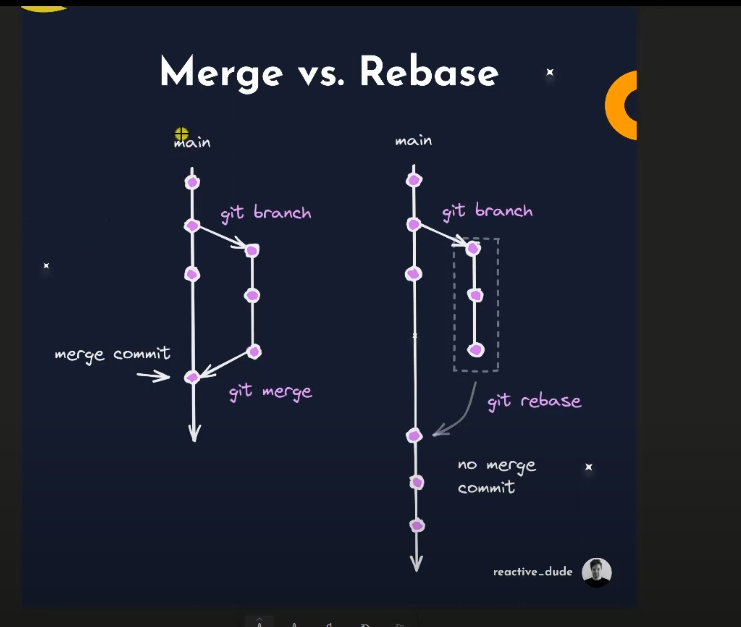 Merge vs. Rebase
main
git branch
merge commit
git merge
main
git branch
git rebase
no merge
commit
reactive_dude